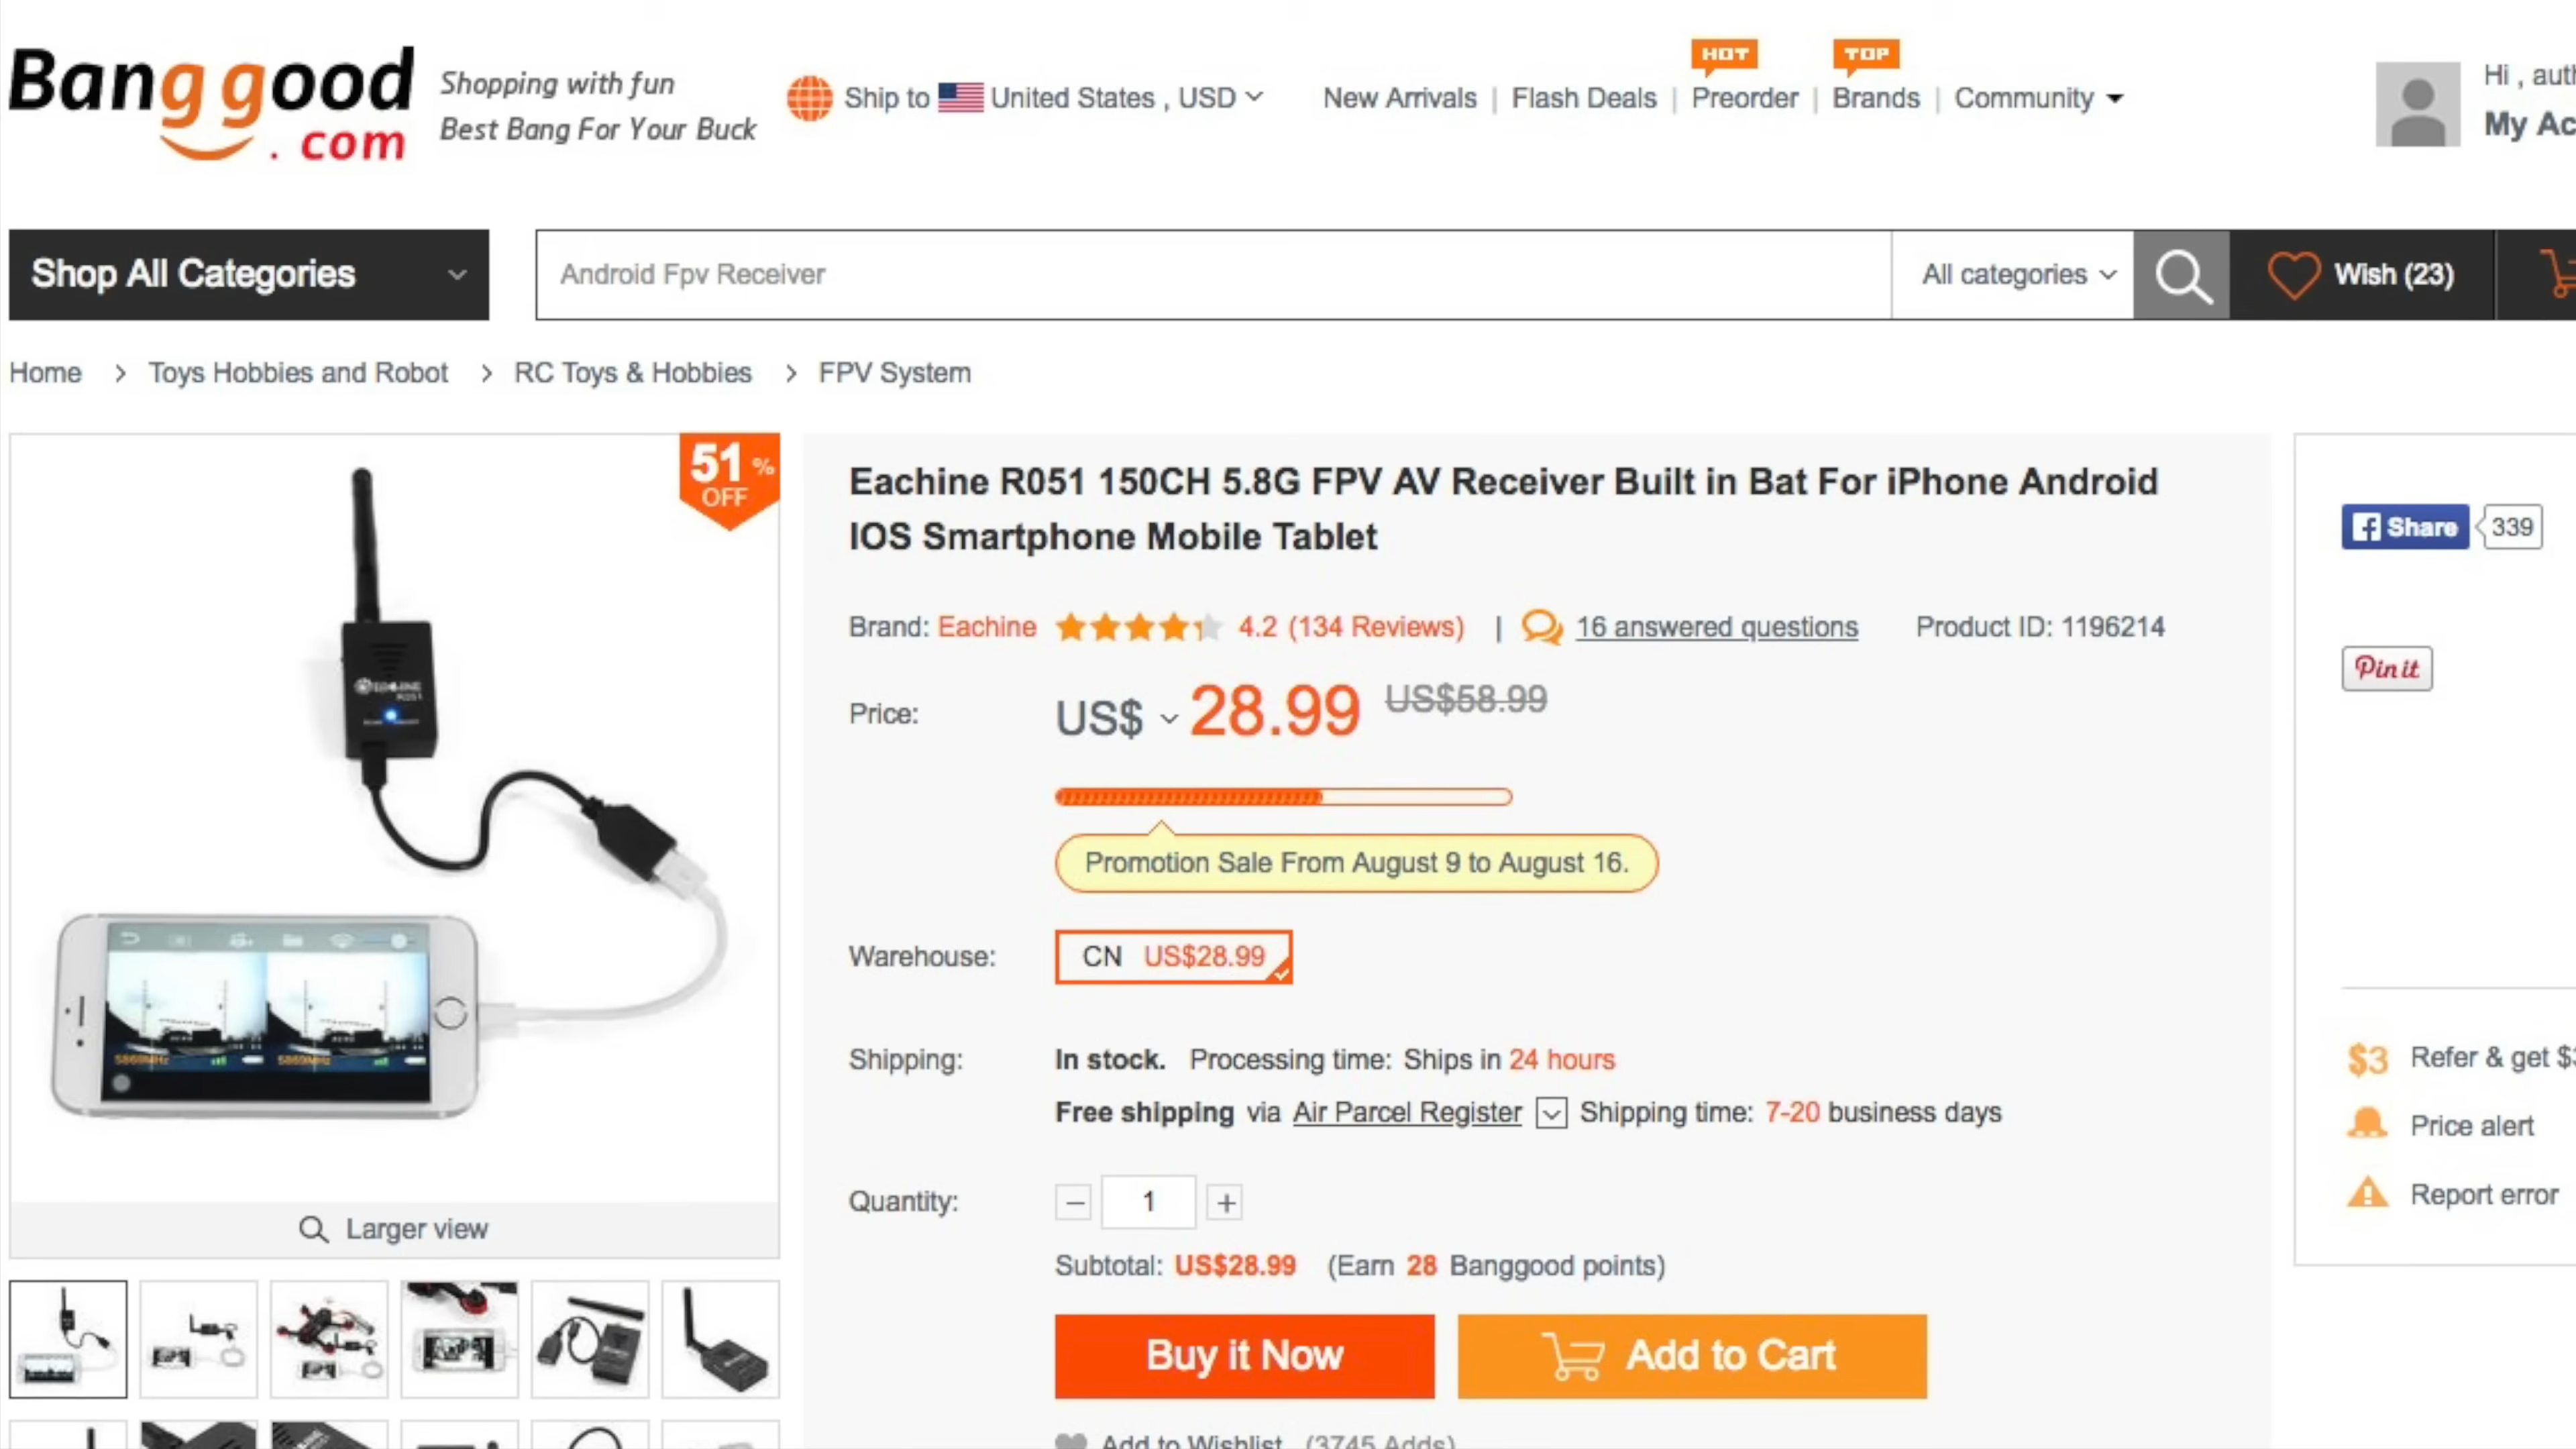 Banggood
.com
Shopping with fun
Best Bang For Your Buck
Ship to United States , USD
New Arrivals | Flash Deals | Preorder | Brands | Community
HOT
TOP
Hi , aut
My Ac
Shop All Categories
Android Fpv Receiver
All categories
Wish (23)
Home > Toys Hobbies and Robot > RC Toys & Hobbies > FPV System
51 %
OFF
Eachine R051 150CH 5.8G FPV AV Receiver Built in Bat For iPhone Android
IOS Smartphone Mobile Tablet
Brand: Eachine 4.2 (134 Reviews) | 16 answered questions Product ID: 1196214
Price: US$ 28.99 US$58.99
Promotion Sale From August 9 to August 16.
Warehouse: CN US$28.99
Shipping: In stock. Processing time: Ships in 24 hours
Free shipping via Air Parcel Register Shipping time: 7-20 business days
Quantity: − 1 +
Subtotal: US$28.99 (Earn 28 Banggood points)
Buy it Now
Add to Cart
Add to Wishlist (3745 Adds)
Larger view
Share 339
Pin it
$3 Refer & get $3
Price alert
Report error